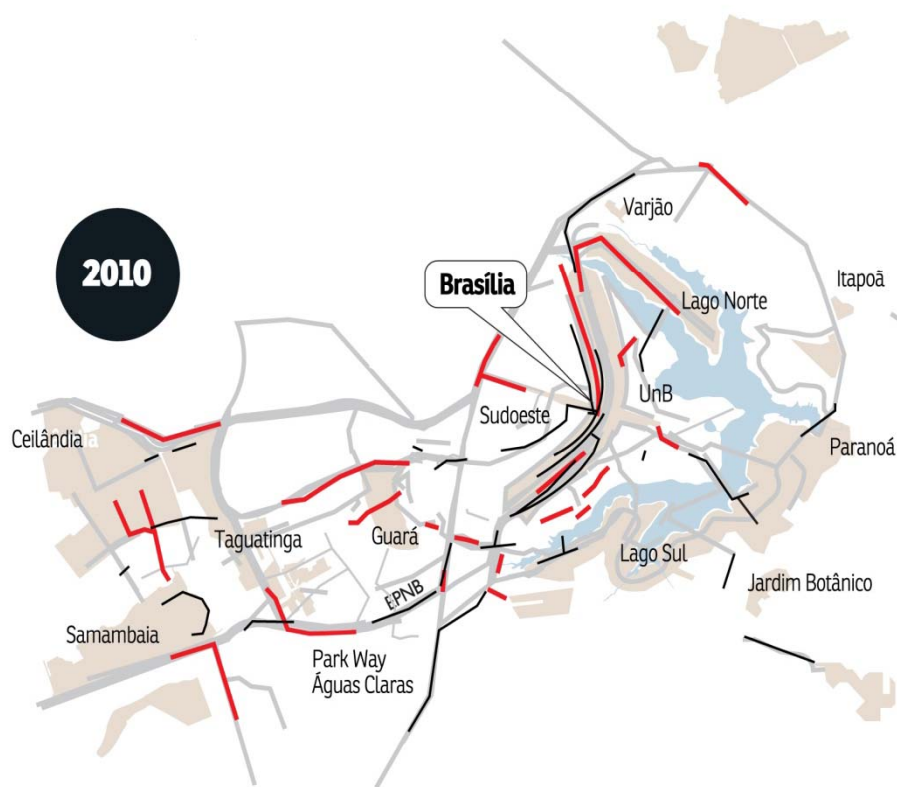 Varjão
2010
Brasília
Itapoã
Lago Norte
UnB
Sudoeste
Ceilândia
Paranoá
Taguatinga
Guará
Lago Sul
EPNB
Jardim Botânico
Samambaia
Park Way
Águas Claras